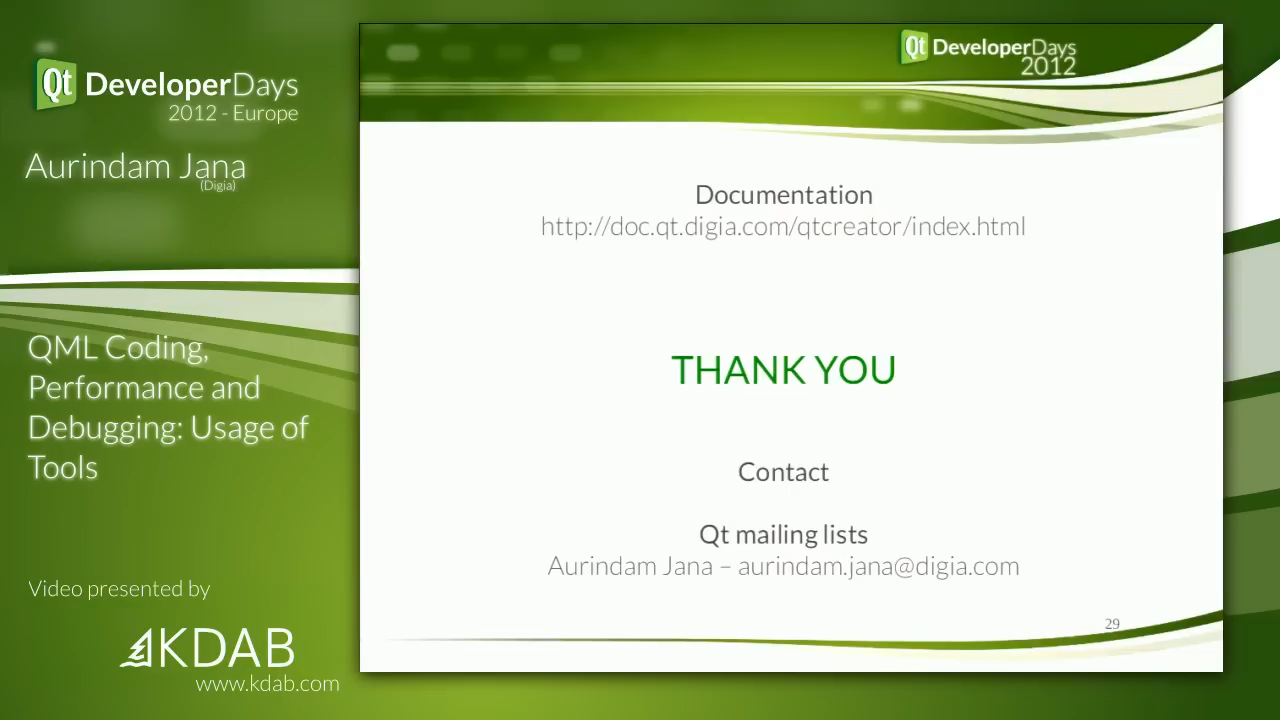 Qt DeveloperDays
2012 - Europe
Aurindam Jana
(Digia)
QML Coding,
Performance and
Debugging: Usage of
Tools
Video presented by
KDAB
www.kdab.com
Qt DeveloperDays
2012
Documentation
http://doc.qt.digia.com/qtcreator/index.html
THANK YOU
Contact
Qt mailing lists
Aurindam Jana – aurindam.jana@digia.com
29